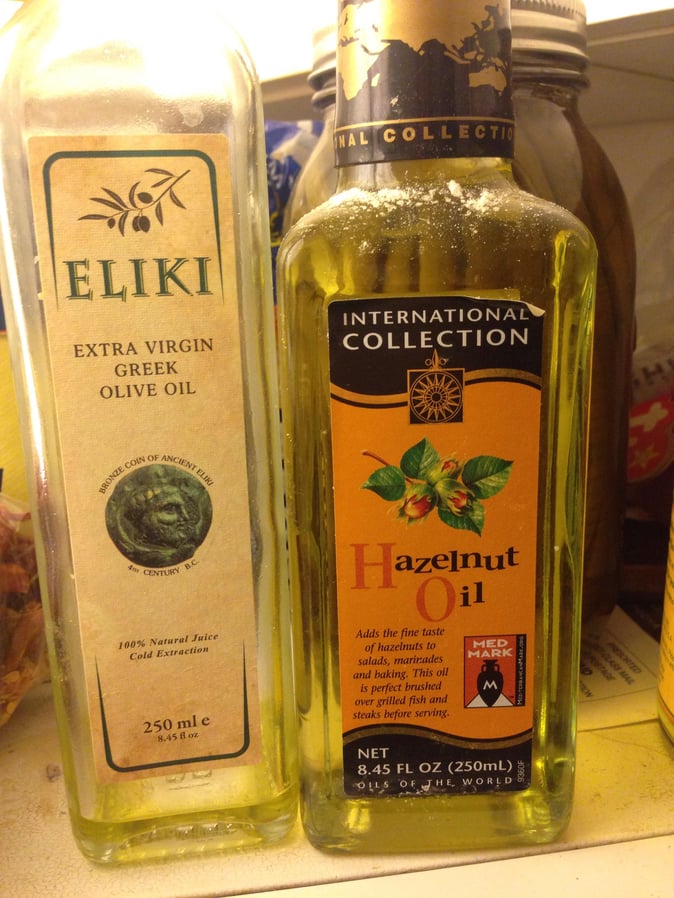 ELIKI
EXTRA VIRGIN
GREEK
OLIVE OIL
BRONZE COIN OF ANCIENT ELIKI
4TH CENTURY B.C.
100% Natural Juice
Cold Extraction
250 ml e
8.45 fl oz
NAL COLLECTIO
INTERNATIONAL
COLLECTION
Hazelnut
Oil
Adds the fine taste
of hazelnuts to
salads, marinades
and baking. This oil
is perfect brushed
over grilled fish and
steaks before serving.
MED
MARK
M
MEDITERRANEANMARK.ORG
NET
8.45 FL OZ (250mL)
OILS OF THE WORLD
9360F